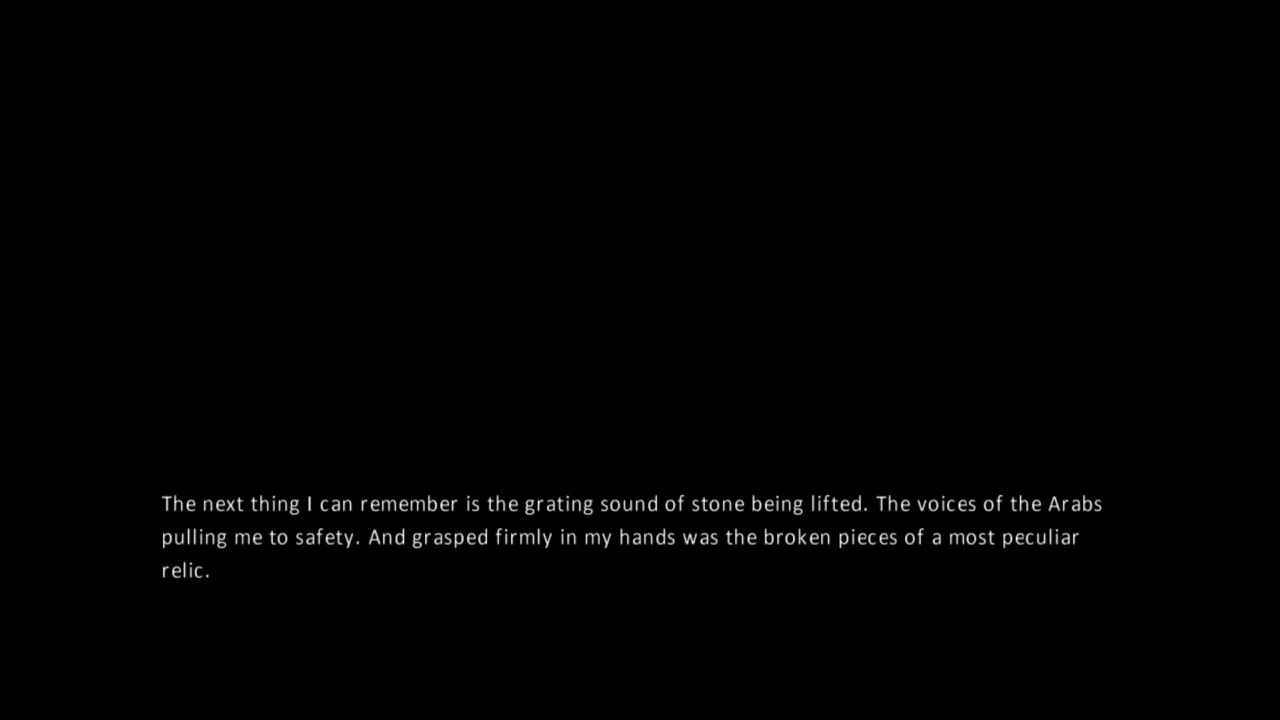 The next thing I can remember is the grating sound of stone being lifted. The voices of the Arabs
pulling me to safety. And grasped firmly in my hands was the broken pieces of a most peculiar
relic.